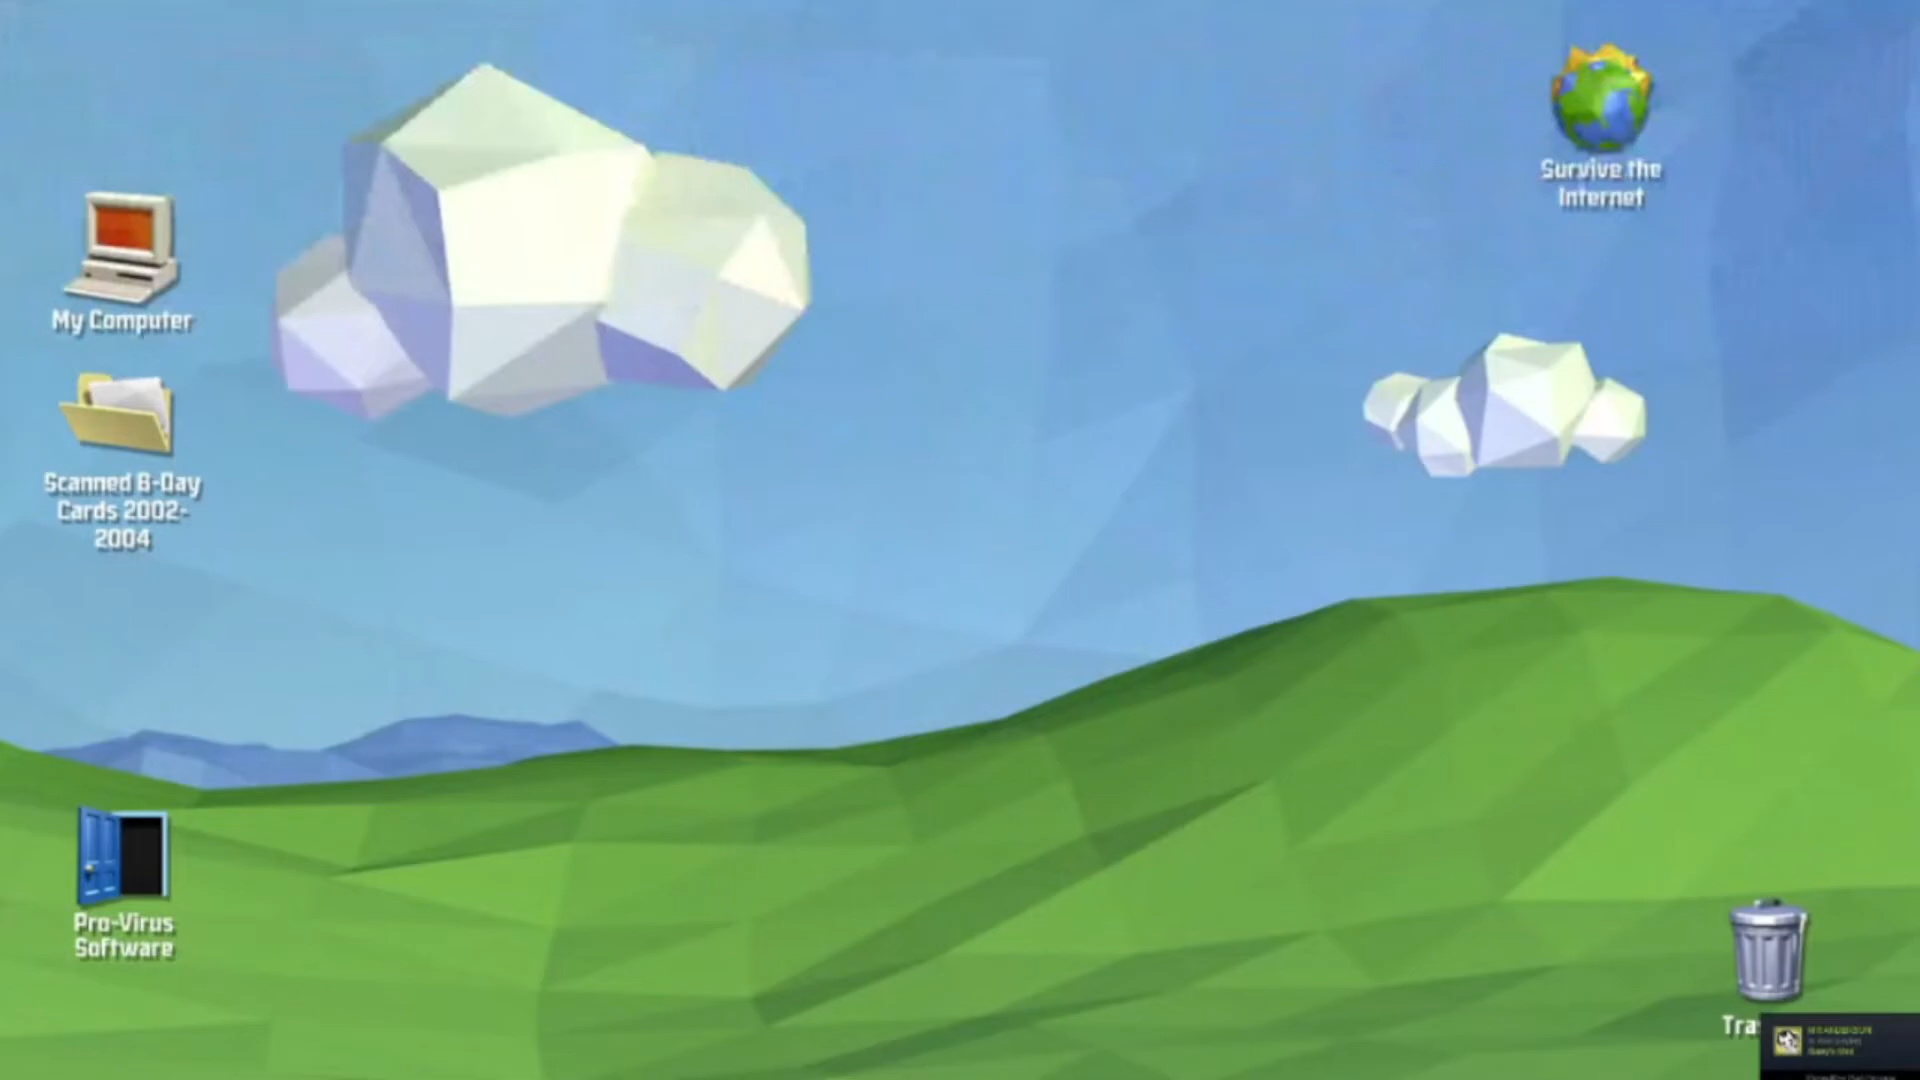 Survive the
Internet
My Computer
Scanned B-Day
Cards 2002-
2004
Pro-Virus
Software
Tra